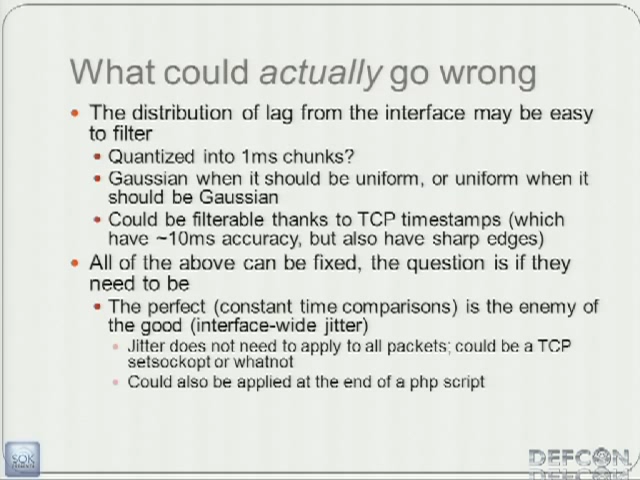 What could actually go wrong
• The distribution of lag from the interface may be easy
to filter
• Quantized into 1ms chunks?
• Gaussian when it should be uniform, or uniform when it
should be Gaussian
• Could be filterable thanks to TCP timestamps (which
have ~10ms accuracy, but also have sharp edges)
• All of the above can be fixed, the question is if they
need to be
• The perfect (constant time comparisons) is the enemy of
the good (interface-wide jitter)
• Jitter does not need to apply to all packets; could be a TCP
setsockopt or whatnot
• Could also be applied at the end of a php script
SOK
DEFCON